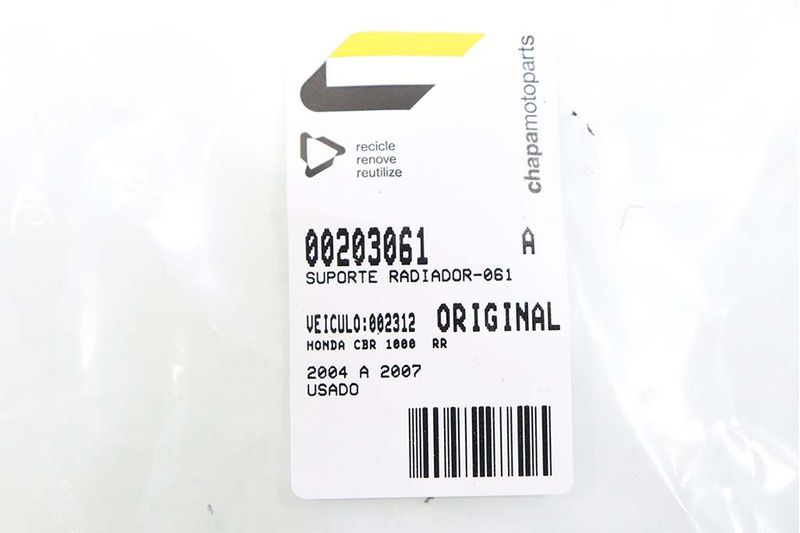 chapamotoparts
recicle
renove
reutilize
00203061 A
SUPORTE RADIADOR-061
VEICULO:002312 ORIGINAL
HONDA CBR 1000 RR
2004 A 2007
USADO